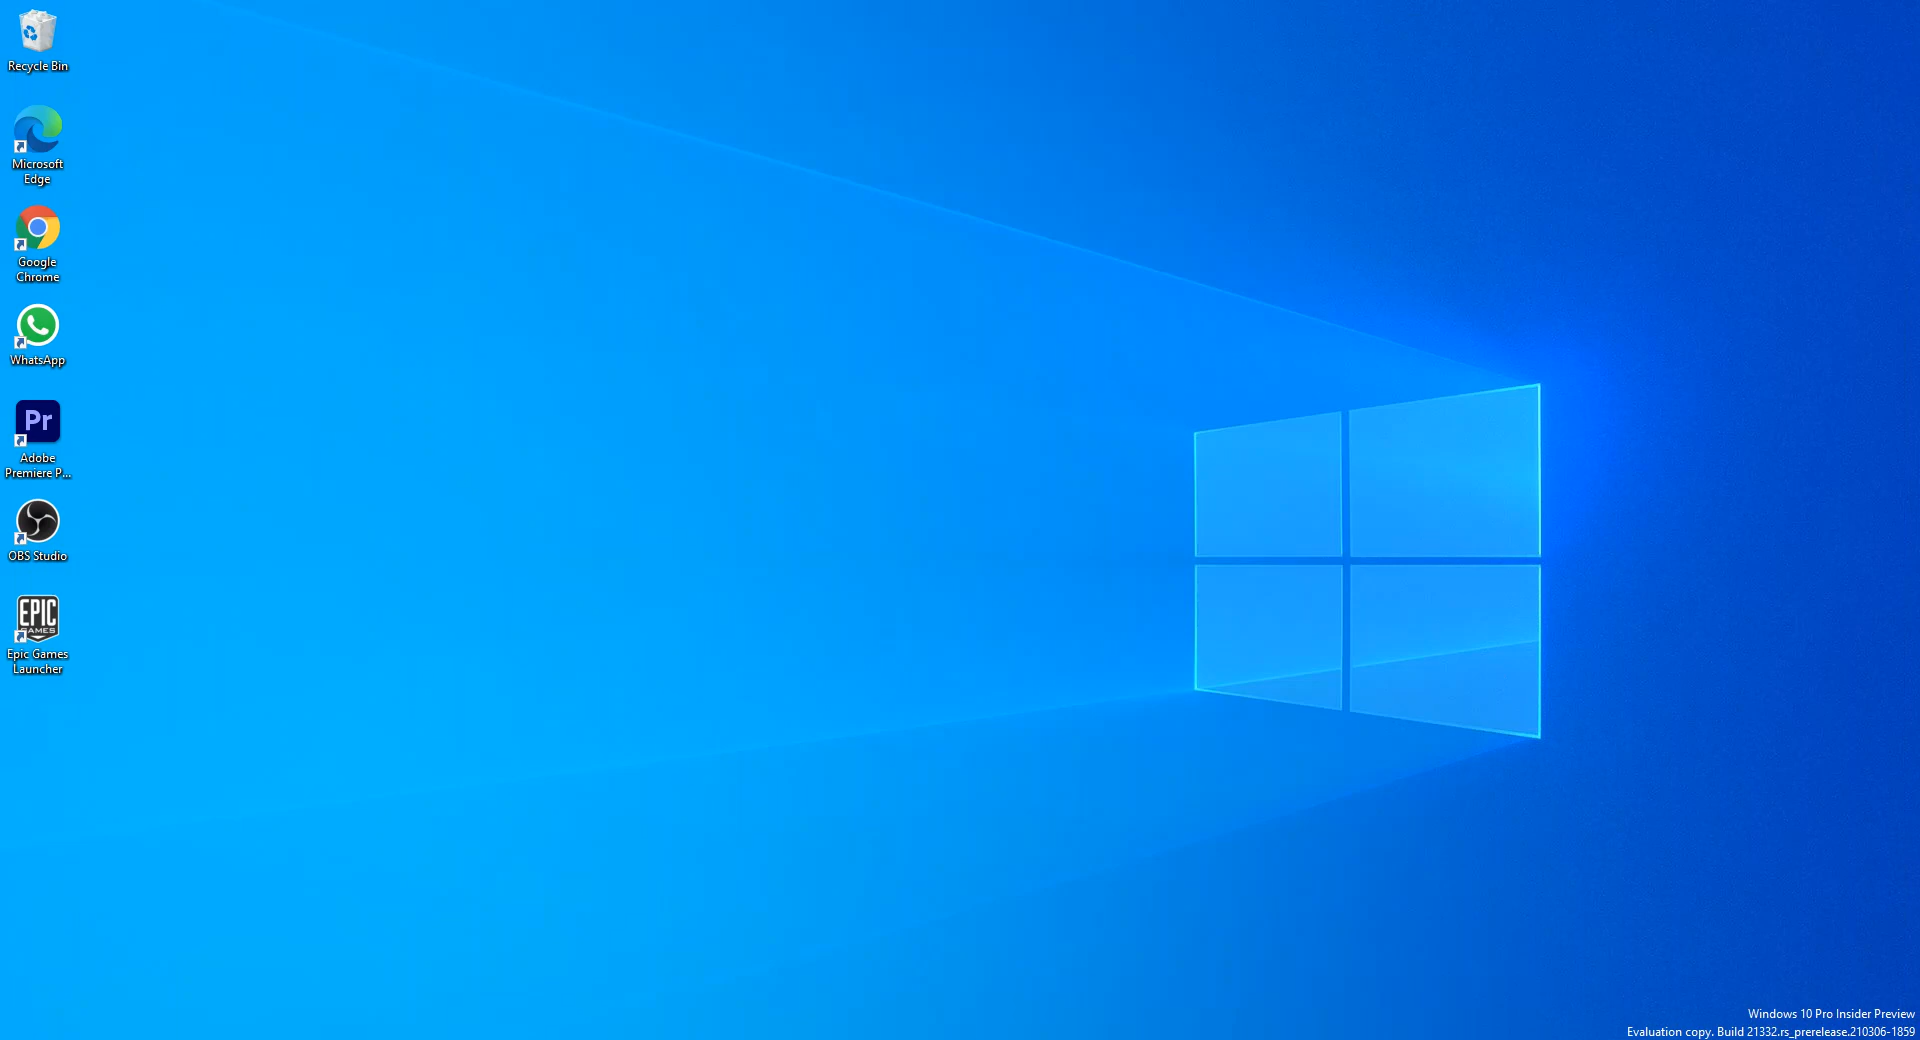 Recycle Bin
Microsoft
Edge
Google
Chrome
WhatsApp
Pr
Adobe
Premiere P...
OBS Studio
EPIC
GAMES
Epic Games
Launcher
Windows 10 Pro Insider Preview
Evaluation copy. Build 21332.rs_prerelease.210306-1859